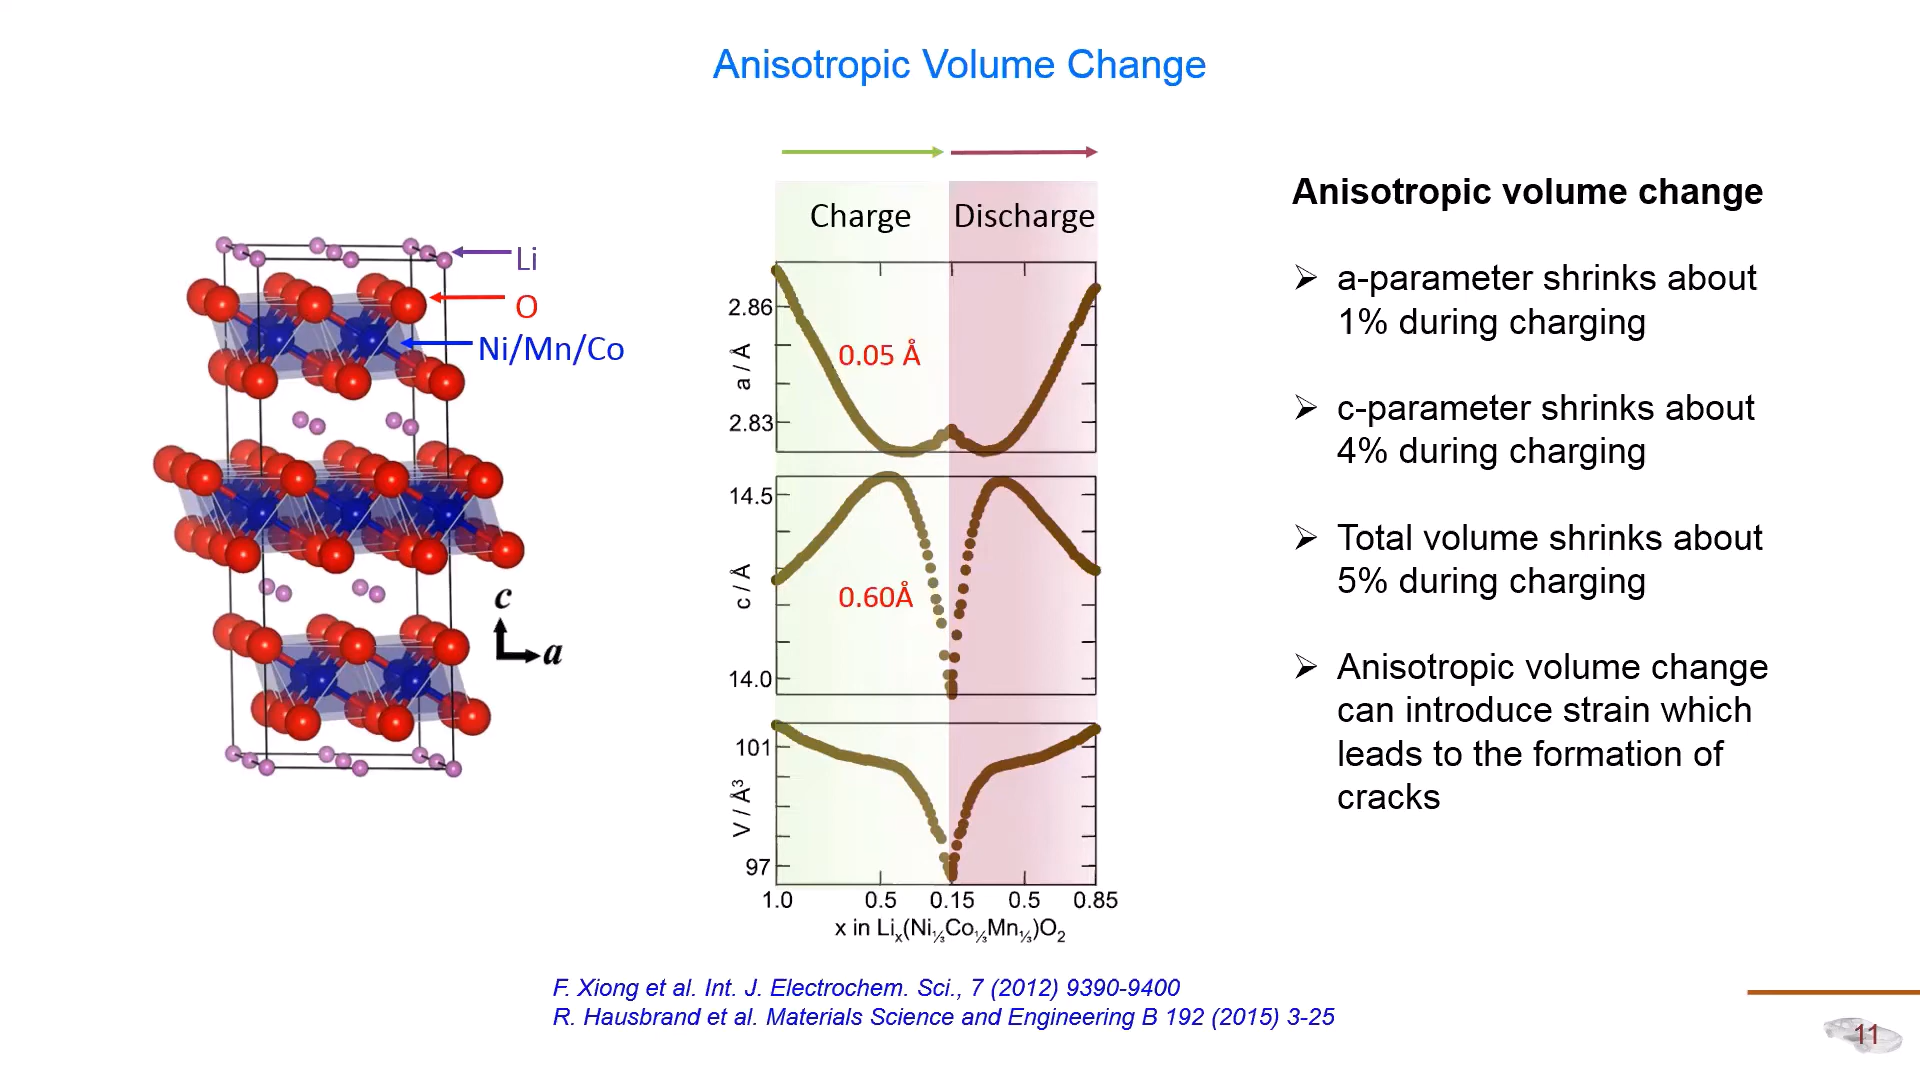 Anisotropic Volume Change
Li
O
Ni/Mn/Co
c
a
Charge
Discharge
2.86
a / Å
0.05 Å
2.83
14.5
c / Å
0.60Å
14.0
101
V / Å³
97
1.0 0.5 0.15 0.5 0.85
x in Liₓ(Ni⅓Co⅓Mn⅓)O₂
Anisotropic volume change
➢ a-parameter shrinks about
1% during charging
➢ c-parameter shrinks about
4% during charging
➢ Total volume shrinks about
5% during charging
➢ Anisotropic volume change
can introduce strain which
leads to the formation of
cracks
F. Xiong et al. Int. J. Electrochem. Sci., 7 (2012) 9390-9400
R. Hausbrand et al. Materials Science and Engineering B 192 (2015) 3-25
11